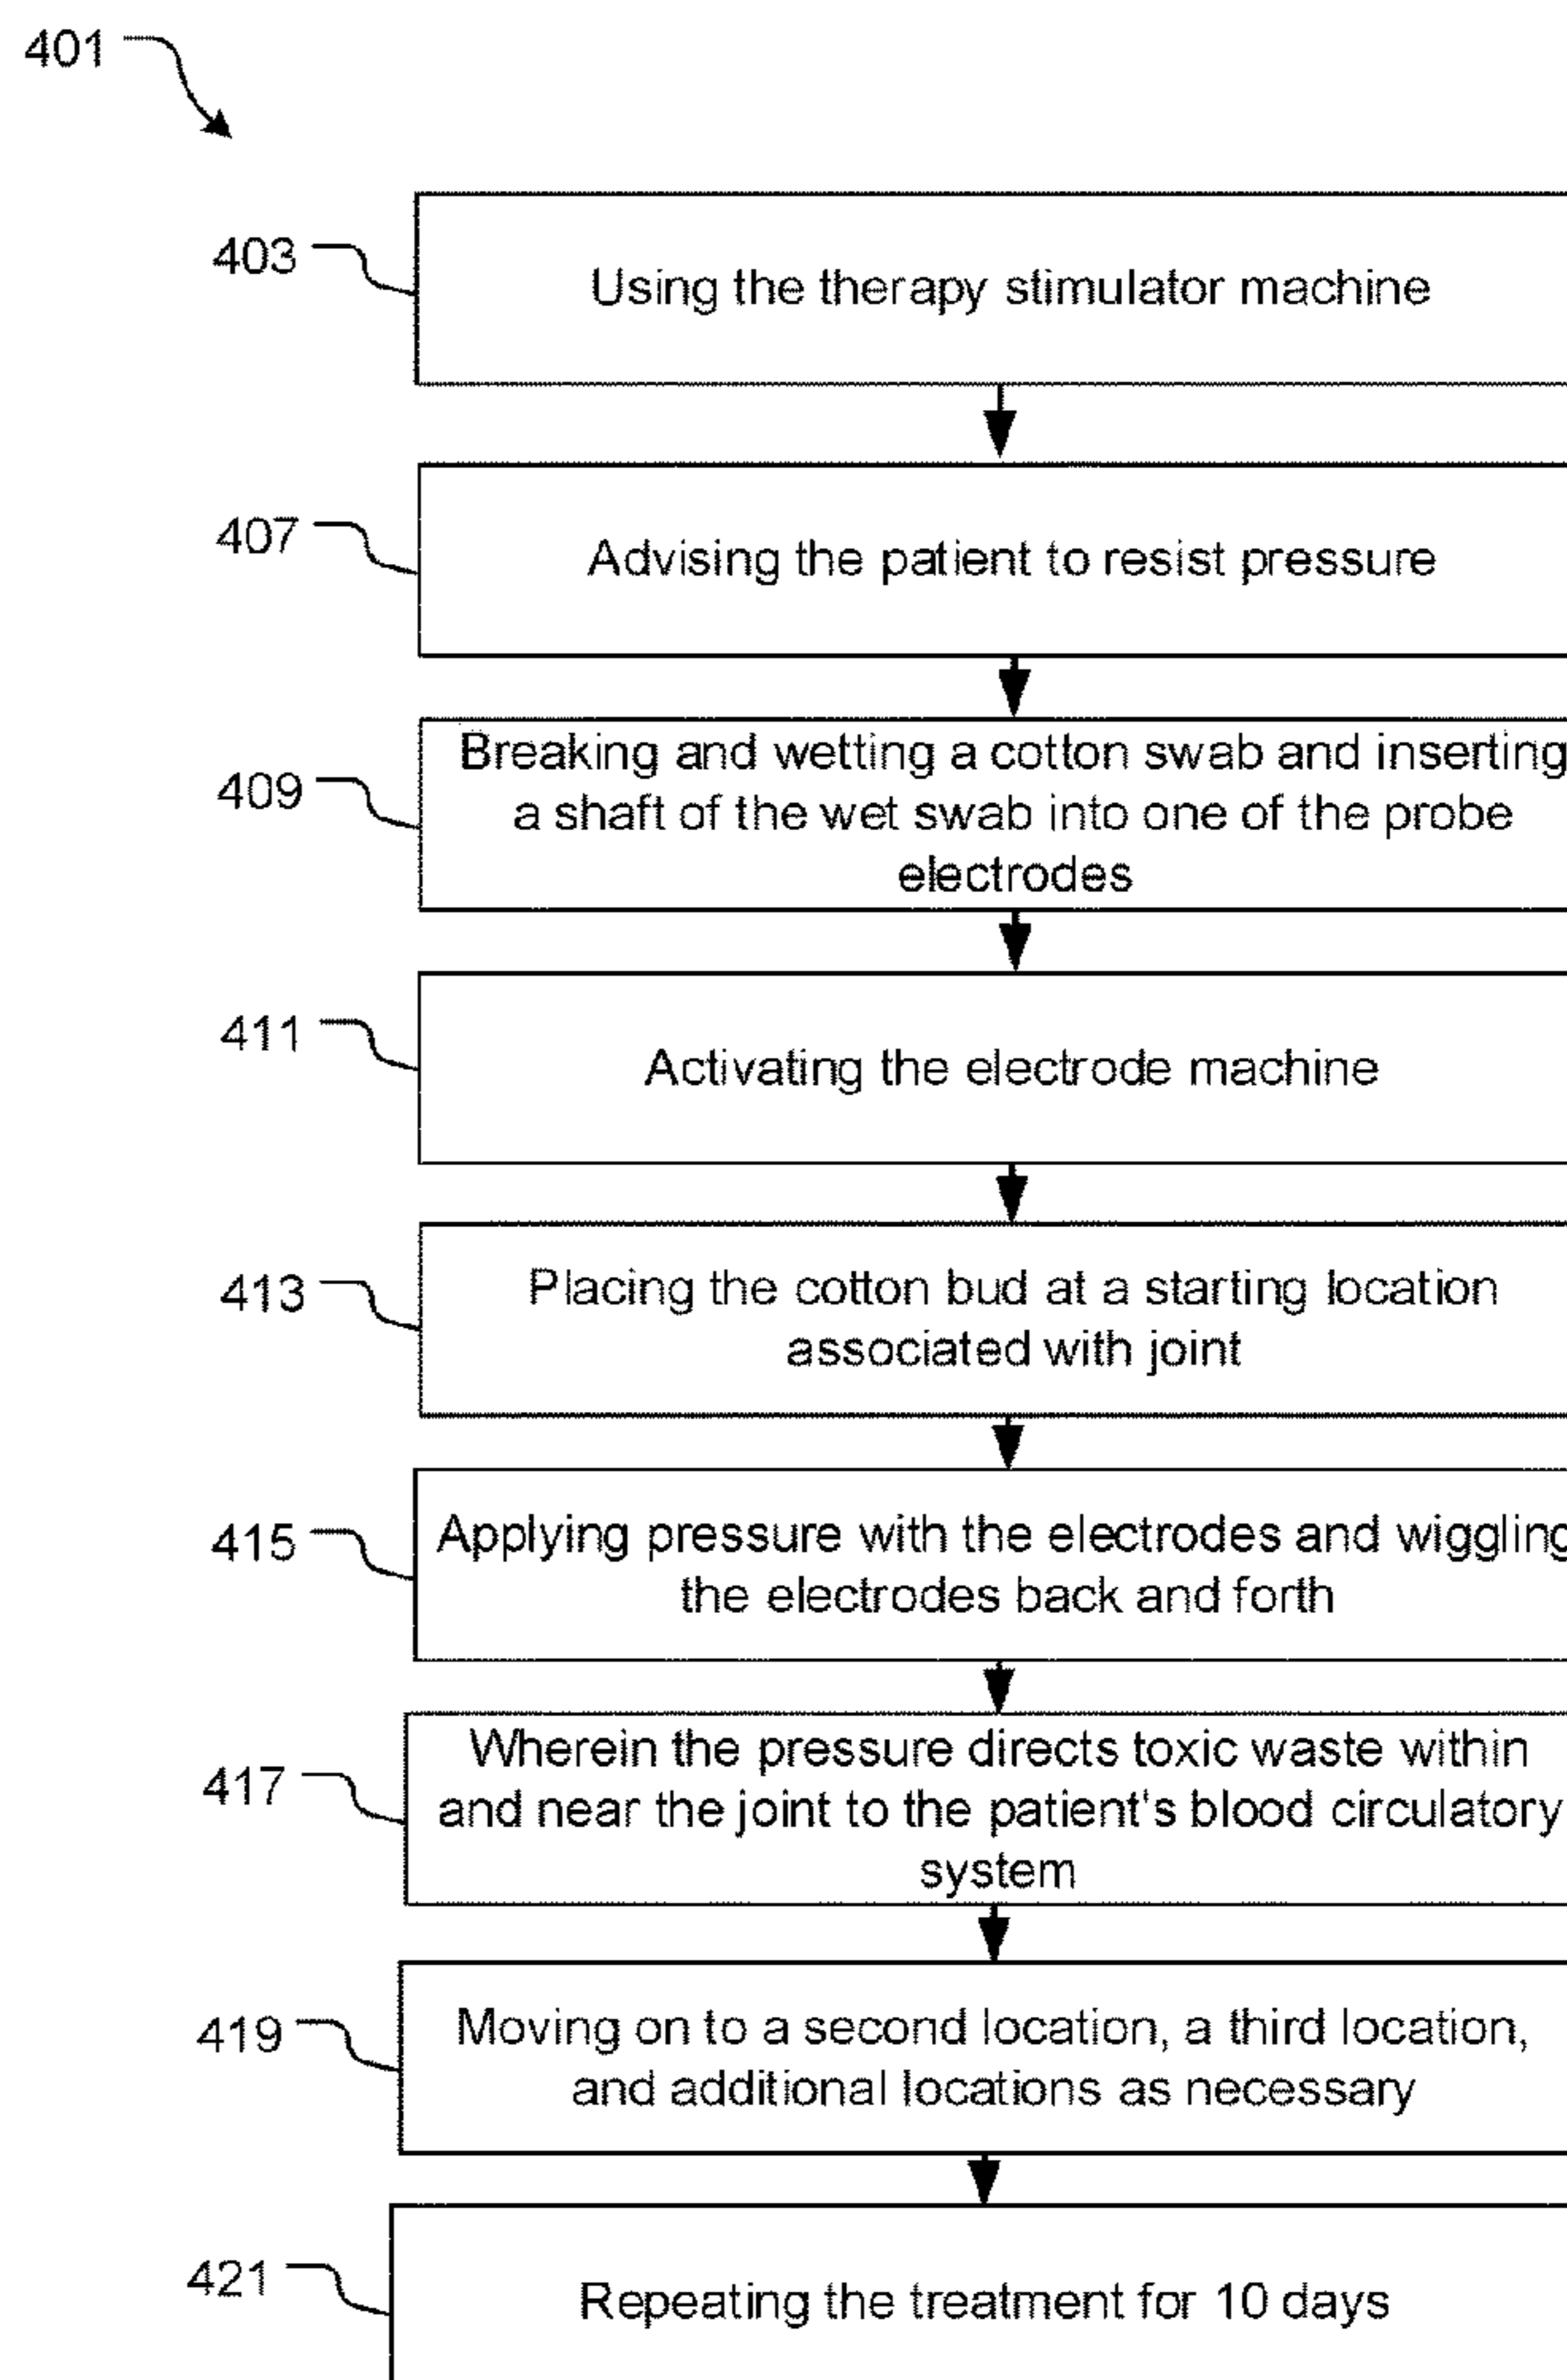 401
403
Using the therapy stimulator machine
407
Advising the patient to resist pressure
409
Breaking and wetting a cotton swab and inserting
a shaft of the wet swab into one of the probe
electrodes
411
Activating the electrode machine
413
Placing the cotton bud at a starting location
associated with joint
415
Applying pressure with the electrodes and wiggling
the electrodes back and forth
417
Wherein the pressure directs toxic waste within
and near the joint to the patient's blood circulatory
system
419
Moving on to a second location, a third location,
and additional locations as necessary
421
Repeating the treatment for 10 days